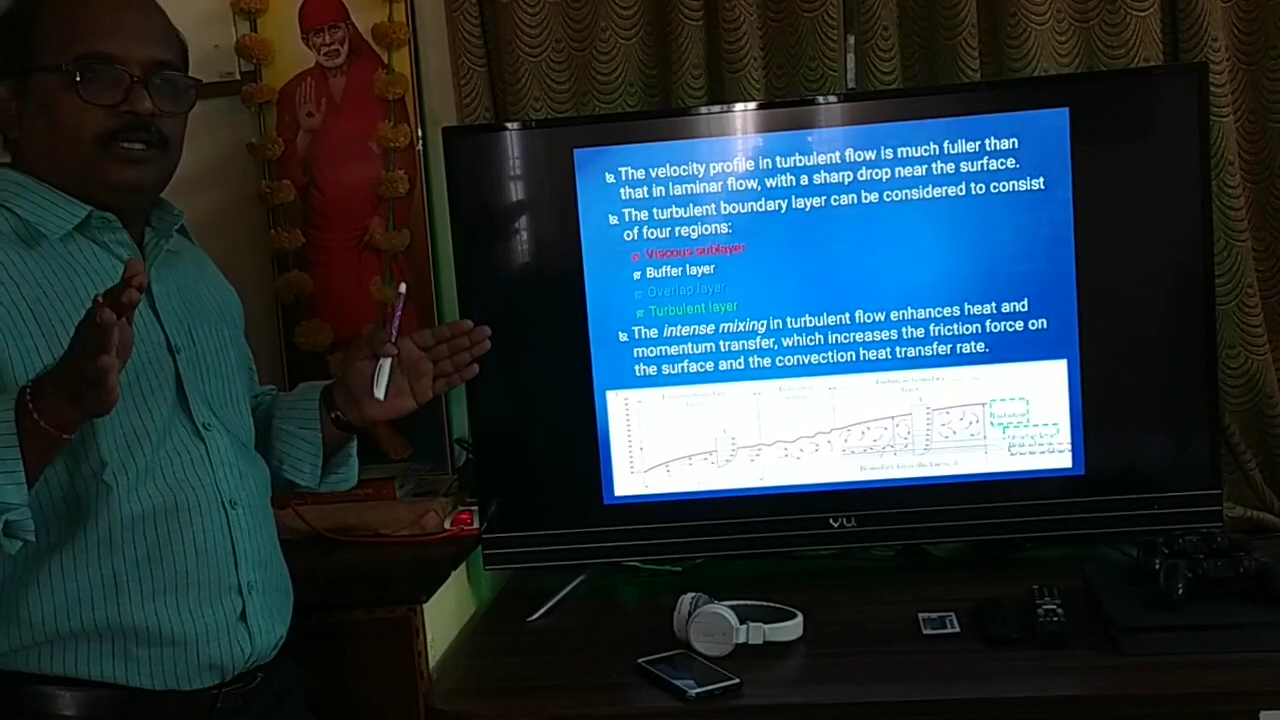 The velocity profile in turbulent flow is much fuller than
that in laminar flow, with a sharp drop near the surface.
The turbulent boundary layer can be considered to consist
of four regions:
Viscous sublayer
Buffer layer
Overlap layer
Turbulent layer
The intense mixing in turbulent flow enhances heat and
momentum transfer, which increases the friction force on
the surface and the convection heat transfer rate.
Boundary layer thickness, δ
VU